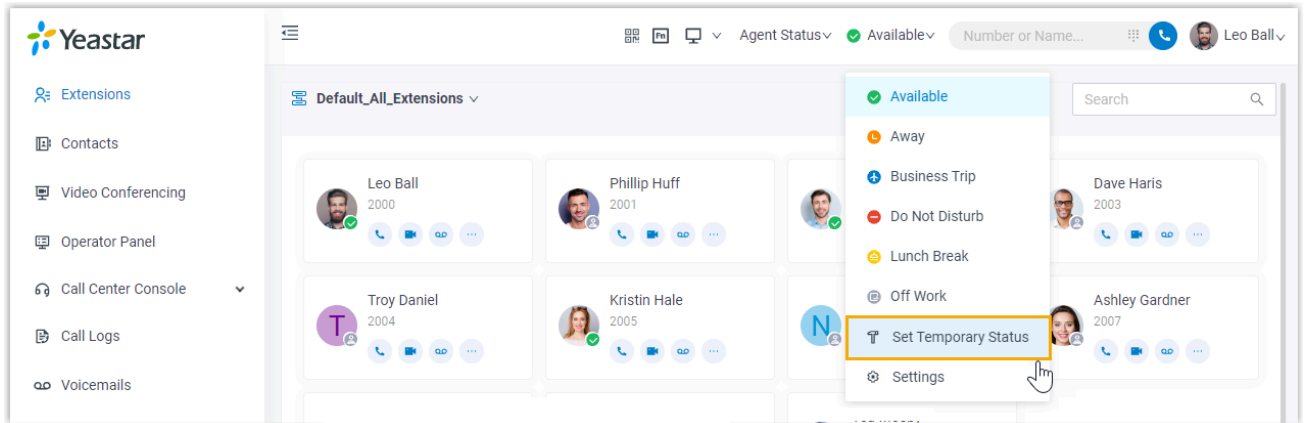 Yeastar
Fn
Agent Status
Available
Number or Name...
Leo Ball
Extensions
Contacts
Video Conferencing
Operator Panel
Call Center Console
Call Logs
Voicemails
Default_All_Extensions
Search
Available
Away
Business Trip
Do Not Disturb
Lunch Break
Off Work
Set Temporary Status
Settings
Leo Ball
2000
Phillip Huff
2001
Dave Haris
2003
T
Troy Daniel
2004
Kristin Hale
2005
N
Ashley Gardner
2007